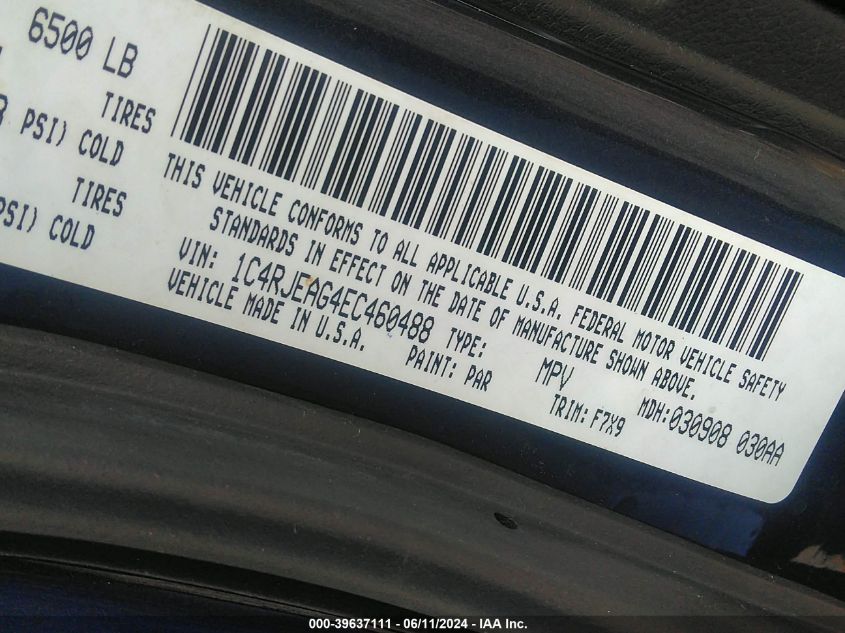 6500 LB
TIRES
PSI) COLD
TIRES
PSI) COLD
THIS VEHICLE CONFORMS TO ALL APPLICABLE U.S.A. FEDERAL MOTOR VEHICLE SAFETY
STANDARDS IN EFFECT ON THE DATE OF MANUFACTURE SHOWN ABOVE.
VIN: 1C4RJEAG4EC460488 TYPE: MPV MDH:030908 030AA
VEHICLE MADE IN U.S.A. PAINT: PAR TRIM: F7X9
000-39637111 - 06/11/2024 - IAA Inc.